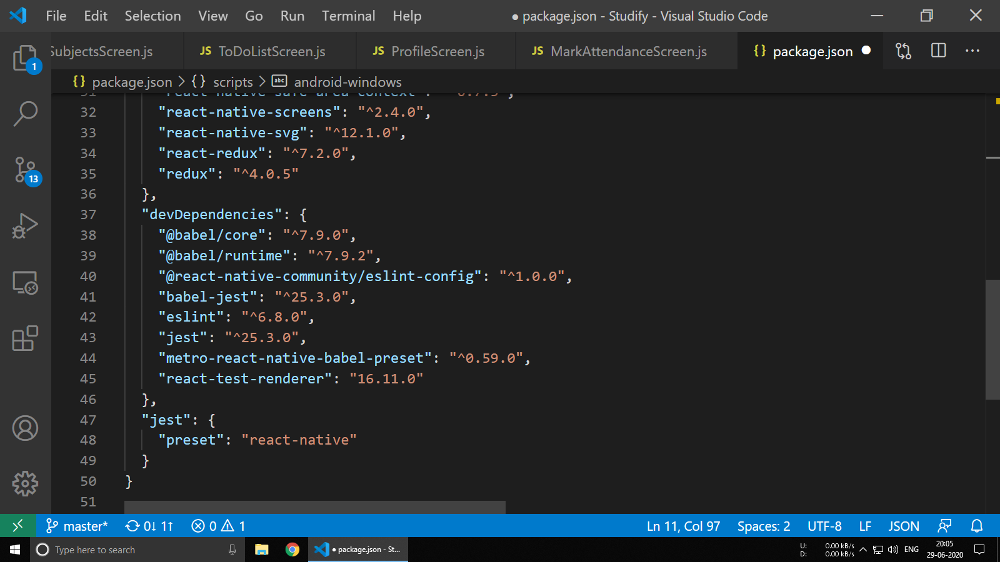 File Edit Selection View Go Run Terminal Help ● package.json - Studify - Visual Studio Code
SubjectsScreen.js JS ToDoListScreen.js JS ProfileScreen.js JS MarkAttendanceScreen.js {} package.json
{} package.json > {} scripts > abc android-windows
32 "react-native-screens": "^2.4.0",
33 "react-native-svg": "^12.1.0",
34 "react-redux": "^7.2.0",
35 "redux": "^4.0.5"
36 },
37 "devDependencies": {
38 "@babel/core": "^7.9.0",
39 "@babel/runtime": "^7.9.2",
40 "@react-native-community/eslint-config": "^1.0.0",
41 "babel-jest": "^25.3.0",
42 "eslint": "^6.8.0",
43 "jest": "^25.3.0",
44 "metro-react-native-babel-preset": "^0.59.0",
45 "react-test-renderer": "16.11.0"
46 },
47 "jest": {
48 "preset": "react-native"
49 }
50 }
51
1
13
master* 0↓ 1↑ 0 1 Ln 11, Col 97 Spaces: 2 UTF-8 LF JSON
Type here to search ● package.json - St... U: 0.00 kB/s D: 0.00 kB/s ENG 20:05 29-06-2020